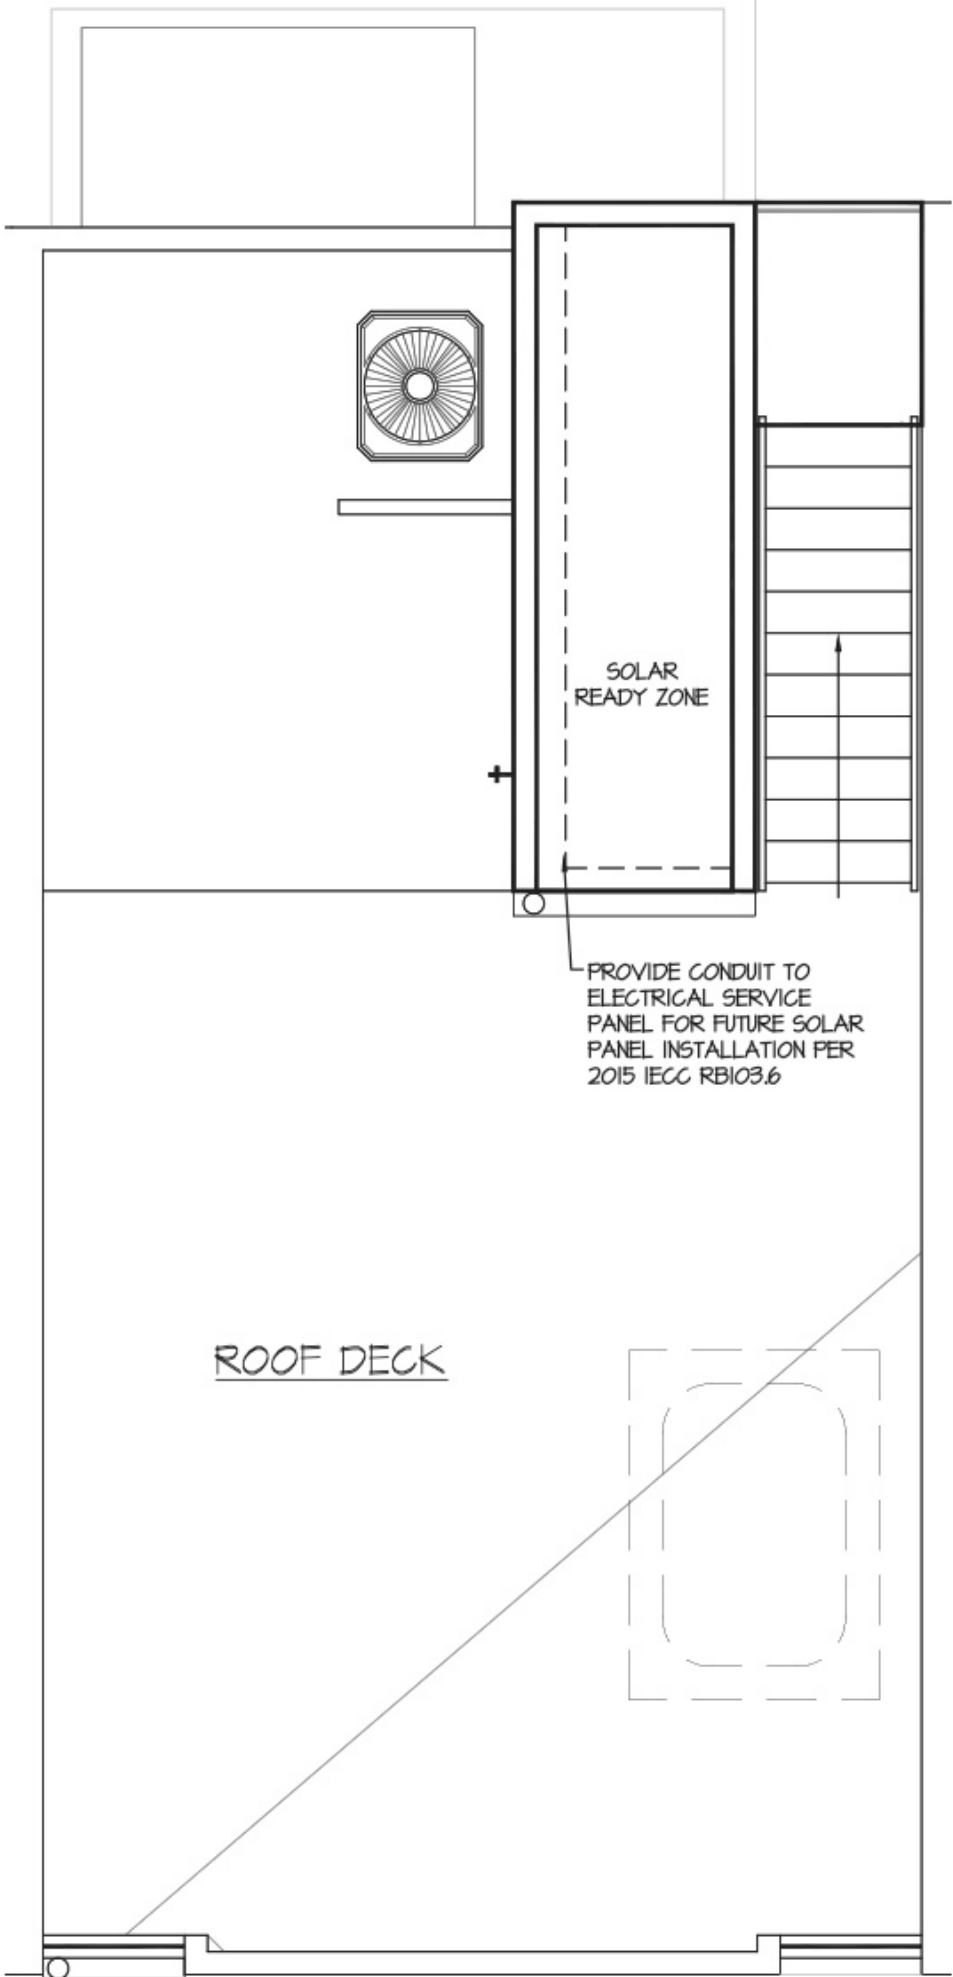 SOLAR
READY ZONE
PROVIDE CONDUIT TO
ELECTRICAL SERVICE
PANEL FOR FUTURE SOLAR
PANEL INSTALLATION PER
2015 IECC RB103.6
ROOF DECK